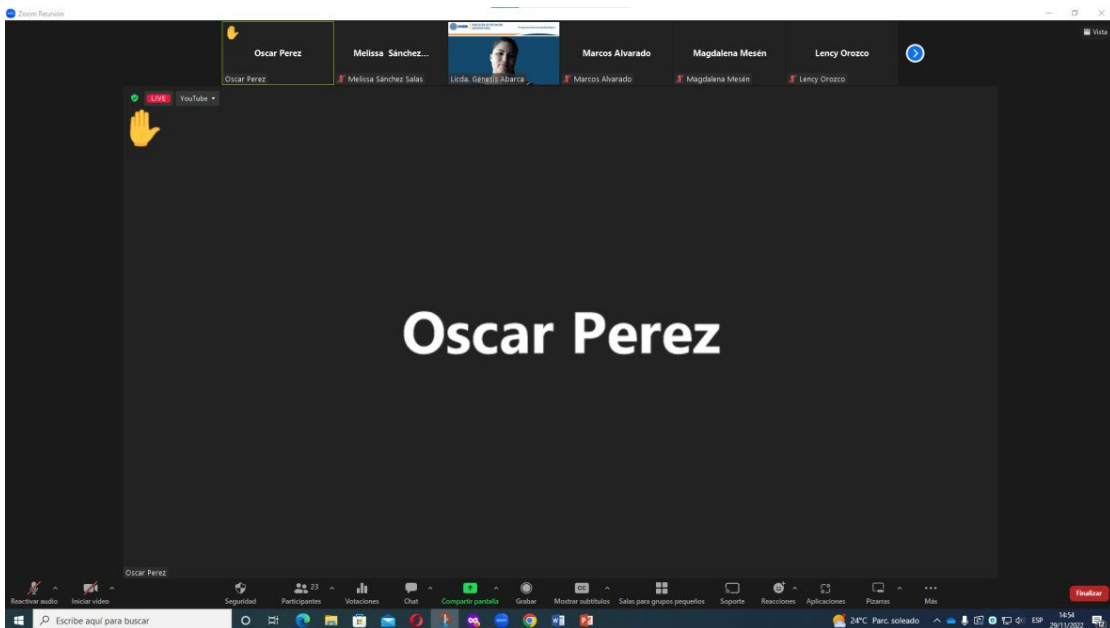 Zoom Reunión
Vista
Oscar Perez
Melissa Sánchez...
Marcos Alvarado
Magdalena Mesén
Lency Orozco
Oscar Perez
Melissa Sánchez Salas
Licda. Génesis Abarca
Marcos Alvarado
Magdalena Mesén
Lency Orozco
LIVE
YouTube
Oscar Perez
Oscar Perez
23
CC
Reactivar audio
Iniciar video
Seguridad
Participantes
Votaciones
Chat
Compartir pantalla
Grabar
Mostrar subtítulos
Salas para grupos pequeños
Soporte
Reacciones
Aplicaciones
Pizarras
Más
Finalizar
Escribe aquí para buscar
24°C Parc. soleado
ESP
14:54
29/11/2022